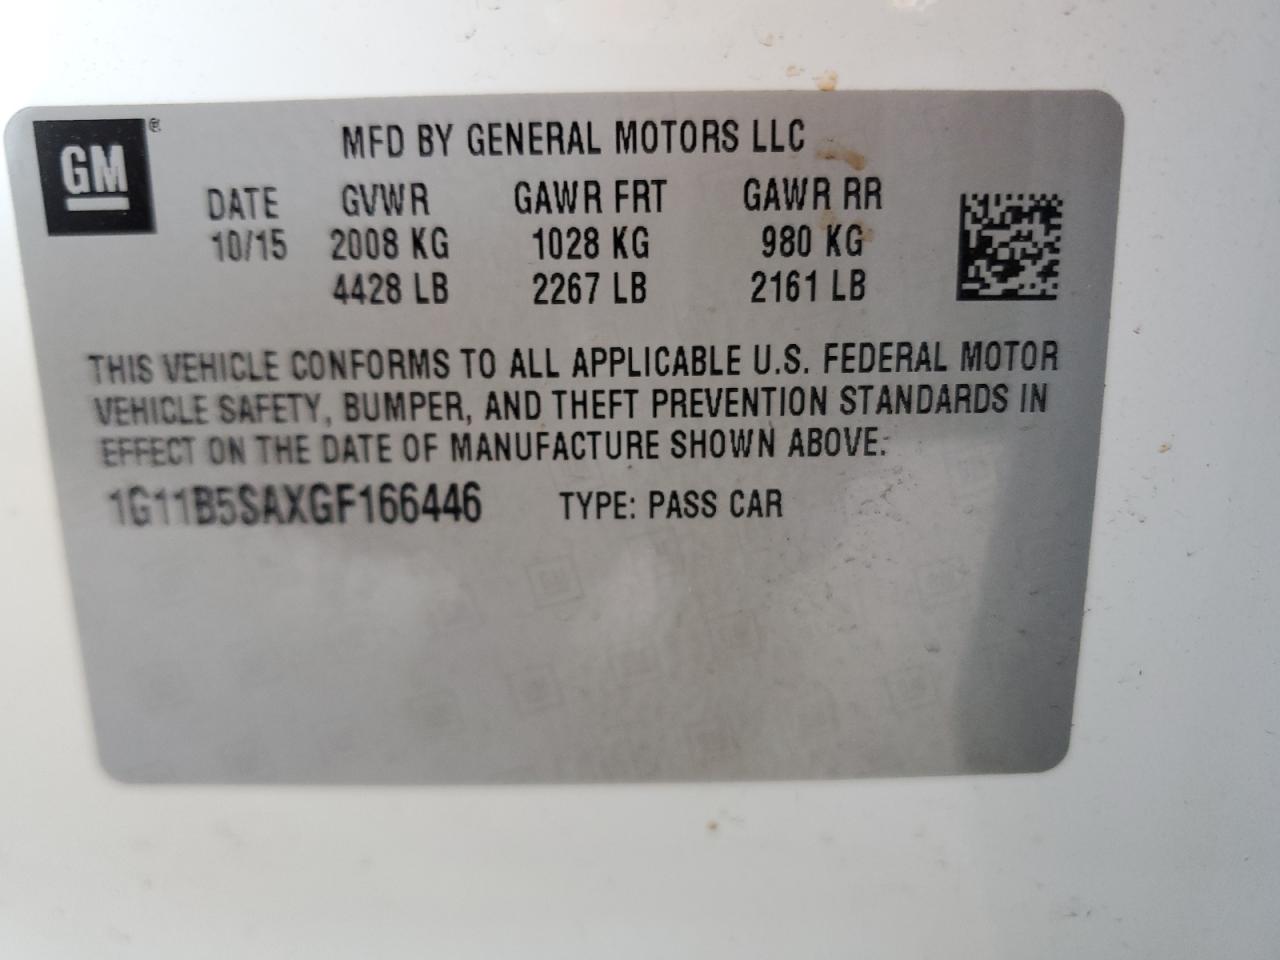 GM ®
MFD BY GENERAL MOTORS LLC
DATE GVWR GAWR FRT GAWR RR
10/15 2008 KG 1028 KG 980 KG
4428 LB 2267 LB 2161 LB
THIS VEHICLE CONFORMS TO ALL APPLICABLE U.S. FEDERAL MOTOR
VEHICLE SAFETY, BUMPER, AND THEFT PREVENTION STANDARDS IN
EFFECT ON THE DATE OF MANUFACTURE SHOWN ABOVE:
1G11B5SAXGF166446 TYPE: PASS CAR